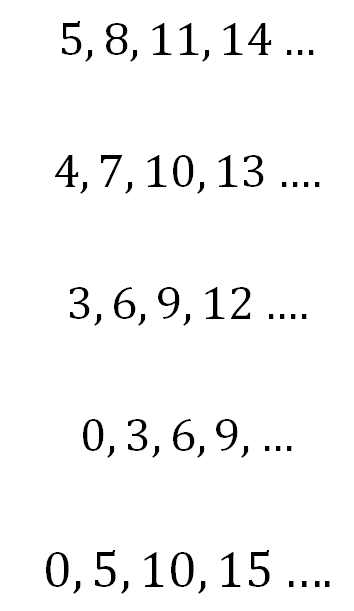 5, 8, 11, 14 ...
4, 7, 10, 13 ....
3, 6, 9, 12 ....
0, 3, 6, 9, ...
0, 5, 10, 15 ....